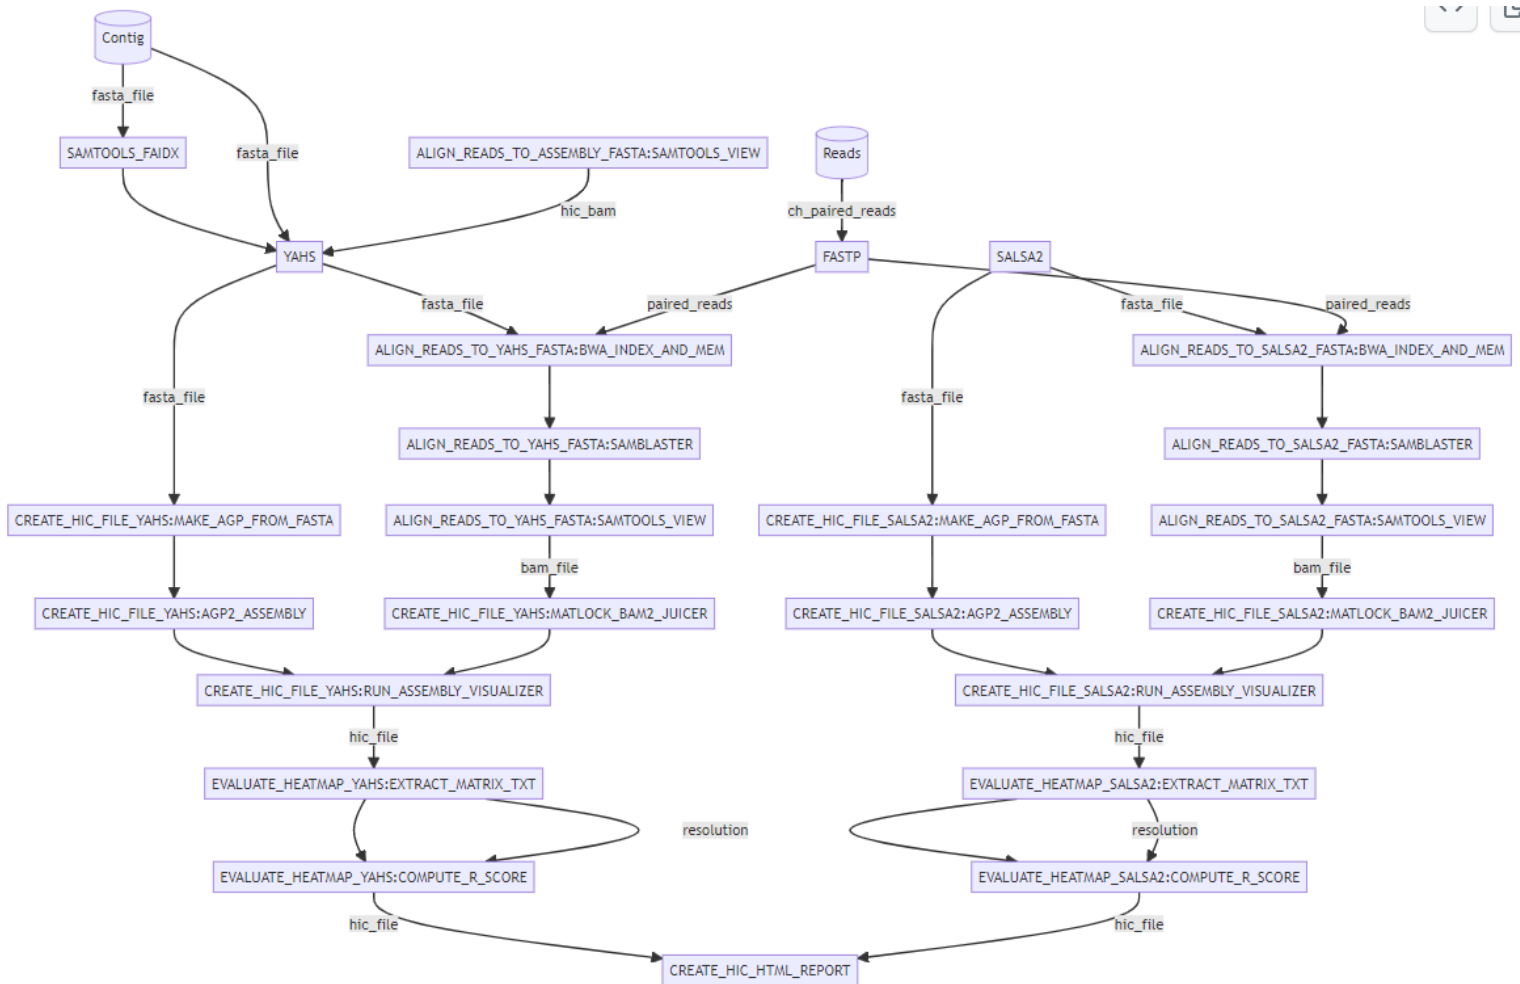 Contig
fasta_file
SAMTOOLS_FAIDX
fasta_file
ALIGN_READS_TO_ASSEMBLY_FASTA:SAMTOOLS_VIEW
Reads
hic_bam
ch_paired_reads
YAHS
FASTP
SALSA2
fasta_file
paired_reads
fasta_file
paired_reads
ALIGN_READS_TO_YAHS_FASTA:BWA_INDEX_AND_MEM
ALIGN_READS_TO_SALSA2_FASTA:BWA_INDEX_AND_MEM
fasta_file
fasta_file
ALIGN_READS_TO_YAHS_FASTA:SAMBLASTER
ALIGN_READS_TO_SALSA2_FASTA:SAMBLASTER
CREATE_HIC_FILE_YAHS:MAKE_AGP_FROM_FASTA
ALIGN_READS_TO_YAHS_FASTA:SAMTOOLS_VIEW
CREATE_HIC_FILE_SALSA2:MAKE_AGP_FROM_FASTA
ALIGN_READS_TO_SALSA2_FASTA:SAMTOOLS_VIEW
bam_file
bam_file
CREATE_HIC_FILE_YAHS:AGP2_ASSEMBLY
CREATE_HIC_FILE_YAHS:MATLOCK_BAM2_JUICER
CREATE_HIC_FILE_SALSA2:AGP2_ASSEMBLY
CREATE_HIC_FILE_SALSA2:MATLOCK_BAM2_JUICER
CREATE_HIC_FILE_YAHS:RUN_ASSEMBLY_VISUALIZER
CREATE_HIC_FILE_SALSA2:RUN_ASSEMBLY_VISUALIZER
hic_file
hic_file
EVALUATE_HEATMAP_YAHS:EXTRACT_MATRIX_TXT
EVALUATE_HEATMAP_SALSA2:EXTRACT_MATRIX_TXT
resolution
resolution
EVALUATE_HEATMAP_YAHS:COMPUTE_R_SCORE
EVALUATE_HEATMAP_SALSA2:COMPUTE_R_SCORE
hic_file
hic_file
CREATE_HIC_HTML_REPORT